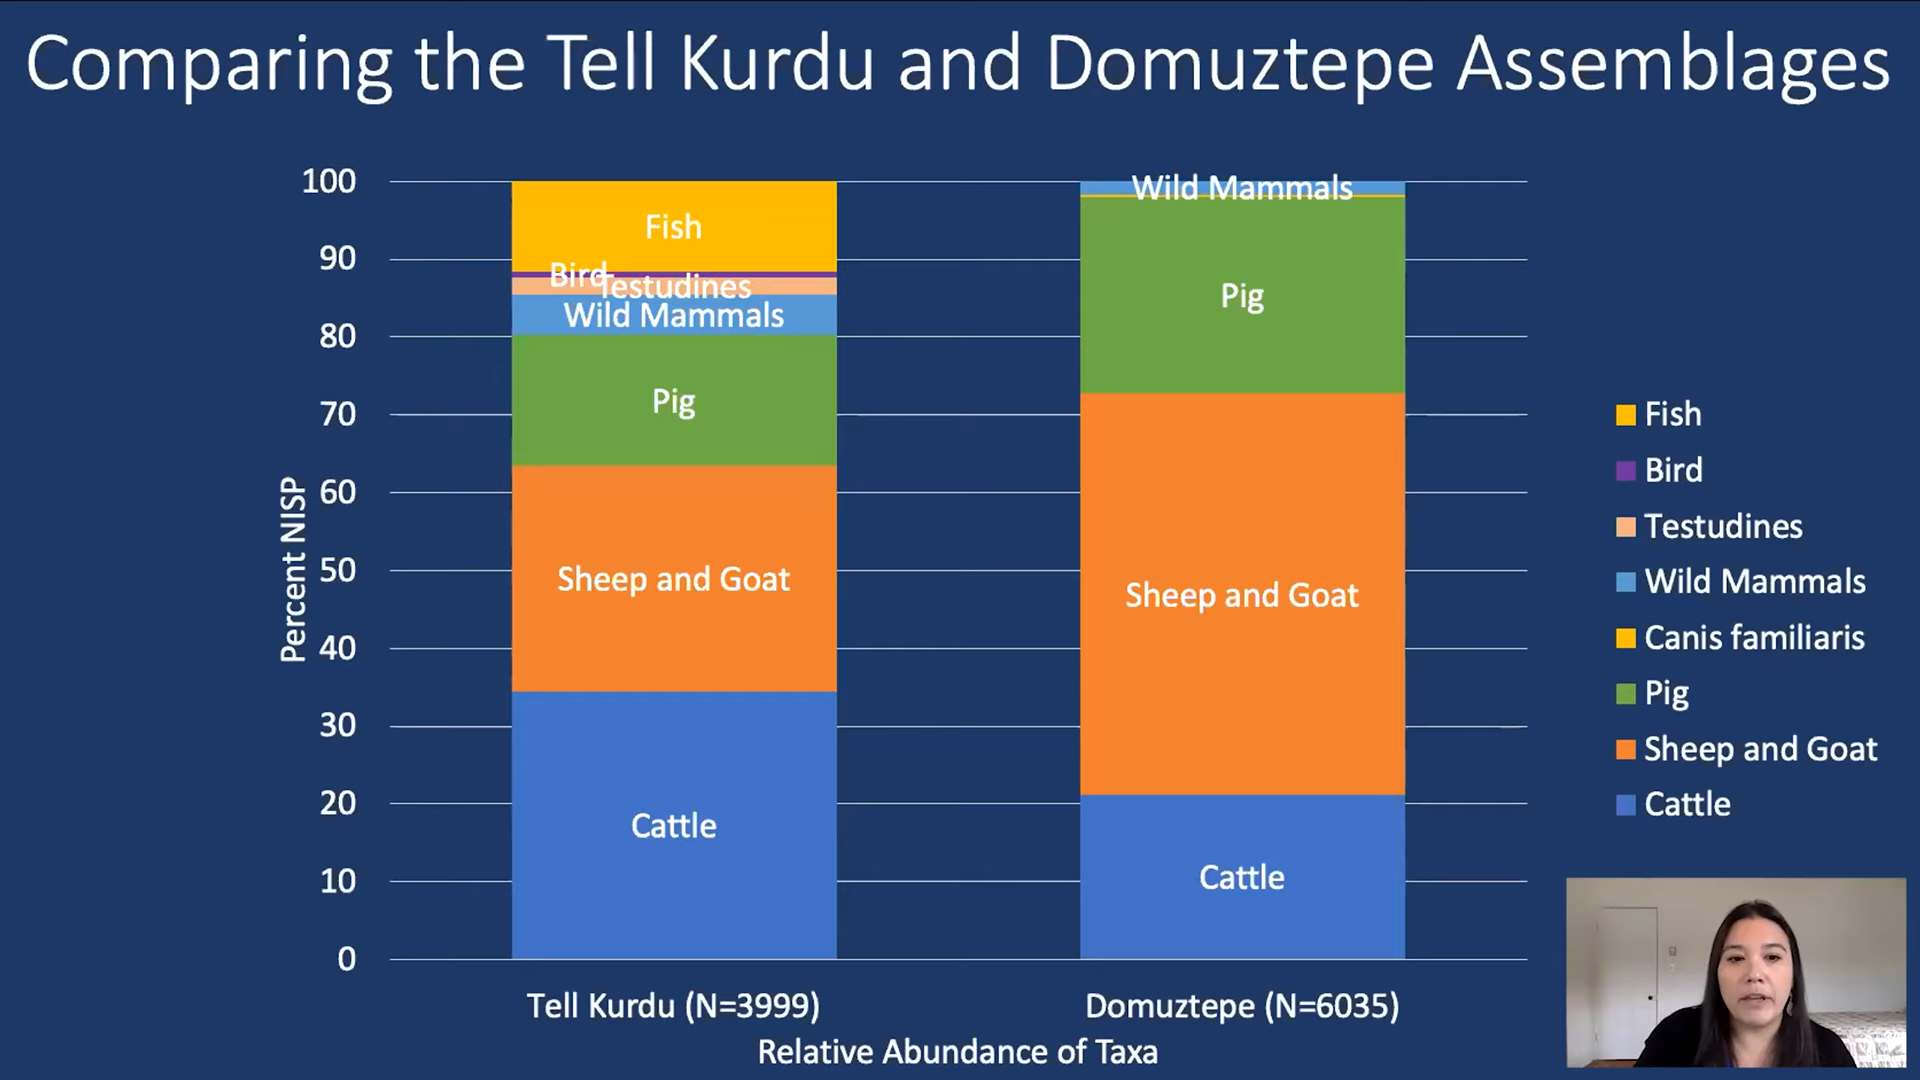 Comparing the Tell Kurdu and Domuztepe Assemblages
100
90
80
70
60
50
40
30
20
10
0
Percent NISP
Fish
Bird
Testudines
Wild Mammals
Pig
Sheep and Goat
Cattle
Wild Mammals
Pig
Sheep and Goat
Cattle
Tell Kurdu (N=3999)
Domuztepe (N=6035)
Relative Abundance of Taxa
Fish
Bird
Testudines
Wild Mammals
Canis familiaris
Pig
Sheep and Goat
Cattle